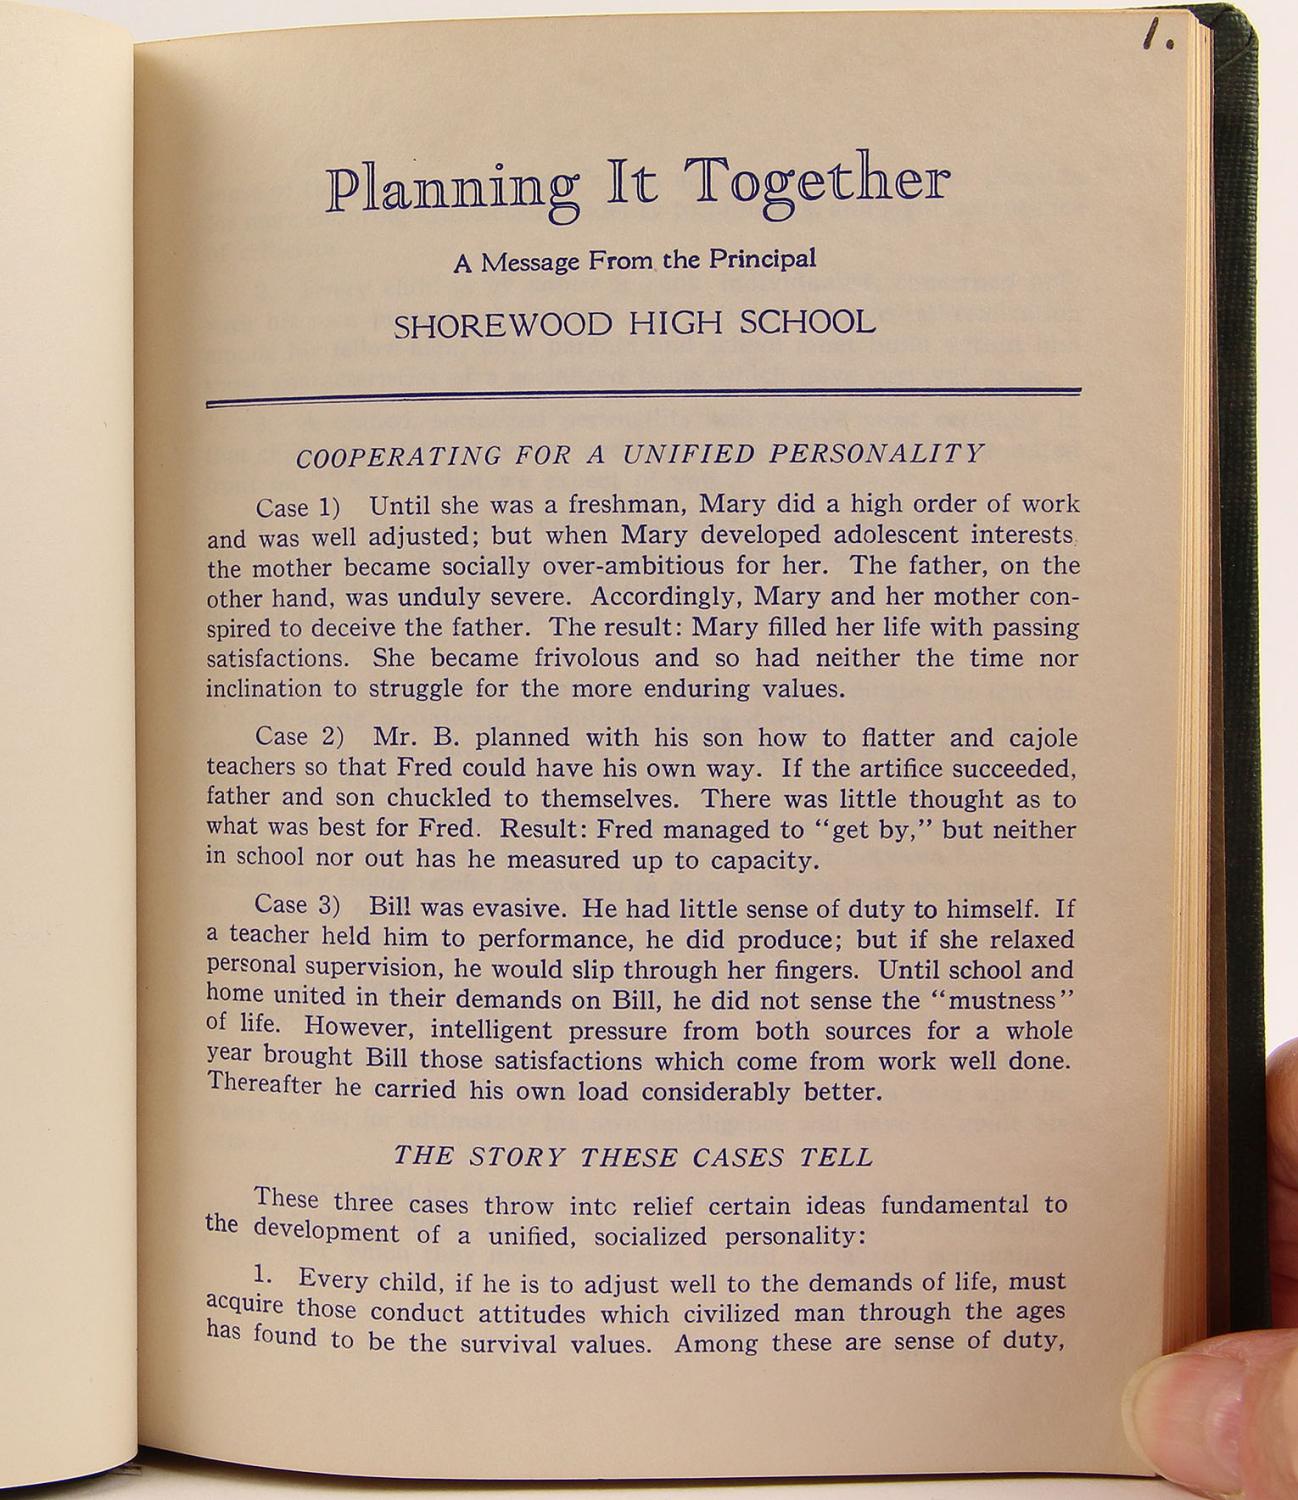 1.
Planning It Together
A Message From the Principal
SHOREWOOD HIGH SCHOOL
COOPERATING FOR A UNIFIED PERSONALITY
Case 1) Until she was a freshman, Mary did a high order of work
and was well adjusted; but when Mary developed adolescent interests,
the mother became socially over-ambitious for her. The father, on the
other hand, was unduly severe. Accordingly, Mary and her mother con-
spired to deceive the father. The result: Mary filled her life with passing
satisfactions. She became frivolous and so had neither the time nor
inclination to struggle for the more enduring values.
Case 2) Mr. B. planned with his son how to flatter and cajole
teachers so that Fred could have his own way. If the artifice succeeded,
father and son chuckled to themselves. There was little thought as to
what was best for Fred. Result: Fred managed to “get by,” but neither
in school nor out has he measured up to capacity.
Case 3) Bill was evasive. He had little sense of duty to himself. If
a teacher held him to performance, he did produce; but if she relaxed
personal supervision, he would slip through her fingers. Until school and
home united in their demands on Bill, he did not sense the “mustness”
of life. However, intelligent pressure from both sources for a whole
year brought Bill those satisfactions which come from work well done.
Thereafter he carried his own load considerably better.
THE STORY THESE CASES TELL
These three cases throw into relief certain ideas fundamental to
the development of a unified, socialized personality:
1. Every child, if he is to adjust well to the demands of life, must
acquire those conduct attitudes which civilized man through the ages
has found to be the survival values. Among these are sense of duty,